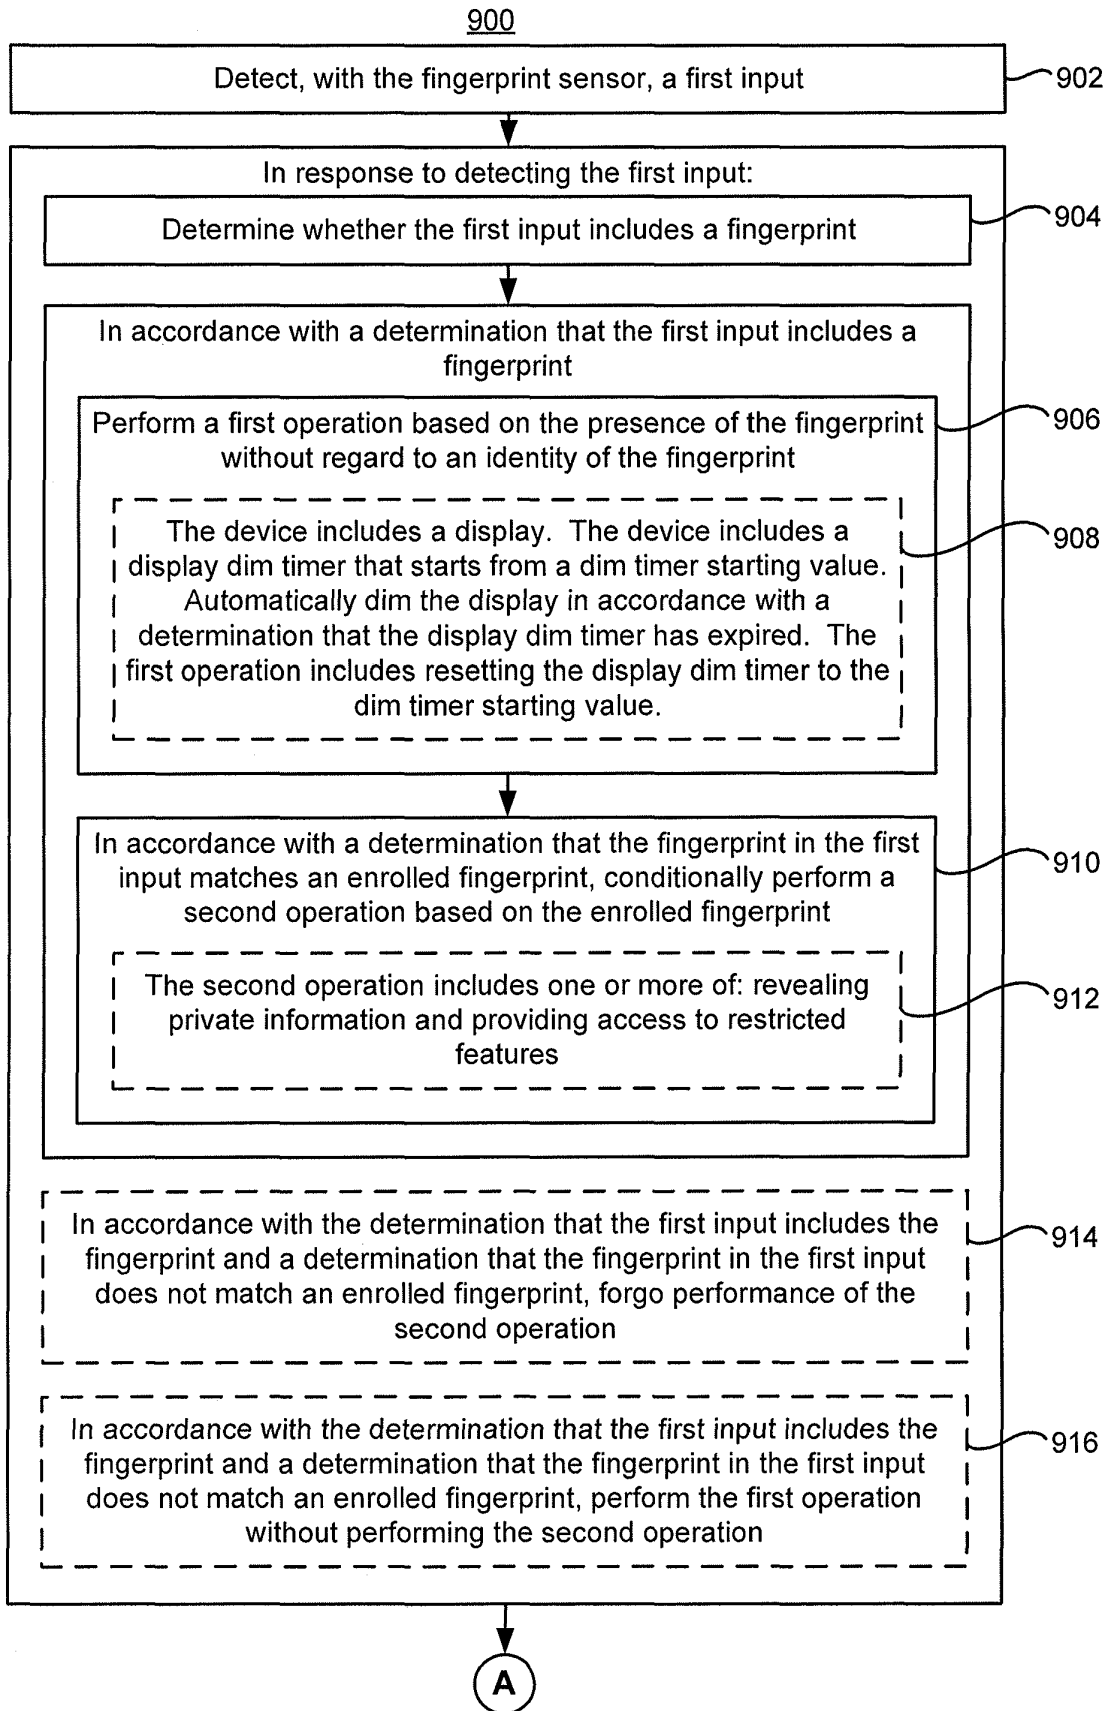 900
Detect, with the fingerprint sensor, a first input
902
In response to detecting the first input:
Determine whether the first input includes a fingerprint
904
In accordance with a determination that the first input includes a
fingerprint
Perform a first operation based on the presence of the fingerprint
without regard to an identity of the fingerprint
906
The device includes a display. The device includes a
display dim timer that starts from a dim timer starting value.
Automatically dim the display in accordance with a
determination that the display dim timer has expired. The
first operation includes resetting the display dim timer to the
dim timer starting value.
908
In accordance with a determination that the fingerprint in the first
input matches an enrolled fingerprint, conditionally perform a
second operation based on the enrolled fingerprint
910
The second operation includes one or more of: revealing
private information and providing access to restricted
features
912
In accordance with the determination that the first input includes the
fingerprint and a determination that the fingerprint in the first input
does not match an enrolled fingerprint, forgo performance of the
second operation
914
In accordance with the determination that the first input includes the
fingerprint and a determination that the fingerprint in the first input
does not match an enrolled fingerprint, perform the first operation
without performing the second operation
916
A